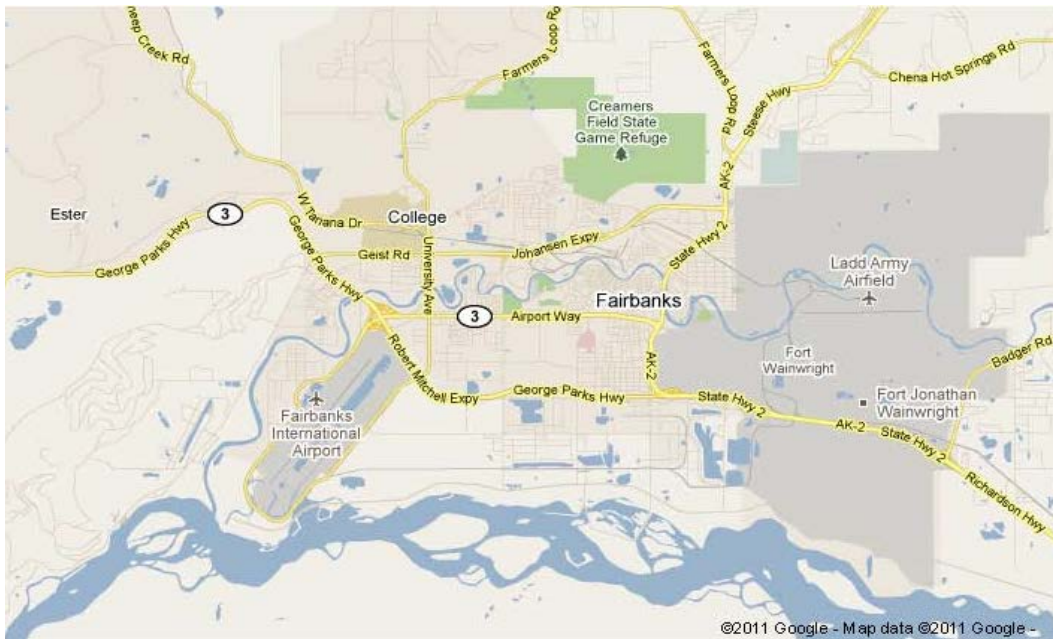 heep Creek Rd
Farmers Loop Ro
Farmers Loop Rd
Steese Hwy
Chena Hot Springs Rd
Creamers
Field State
Game Refuge
AK-2
Ester
3
W Tanana Dr
College
George Parks Hwy
George Parks Hwy
Geist Rd
University Ave
Johansen Expy
State Hwy 2
Ladd Army
Airfield
Fairbanks
3
Airport Way
Robert Mitchell Expy
AK-2
Fort
Wainwright
Badger Rd
George Parks Hwy
State Hwy 2
Fort Jonathan
Wainwright
Fairbanks
International
Airport
AK-2
State Hwy 2
Richardson Hwy
©2011 Google - Map data ©2011 Google -